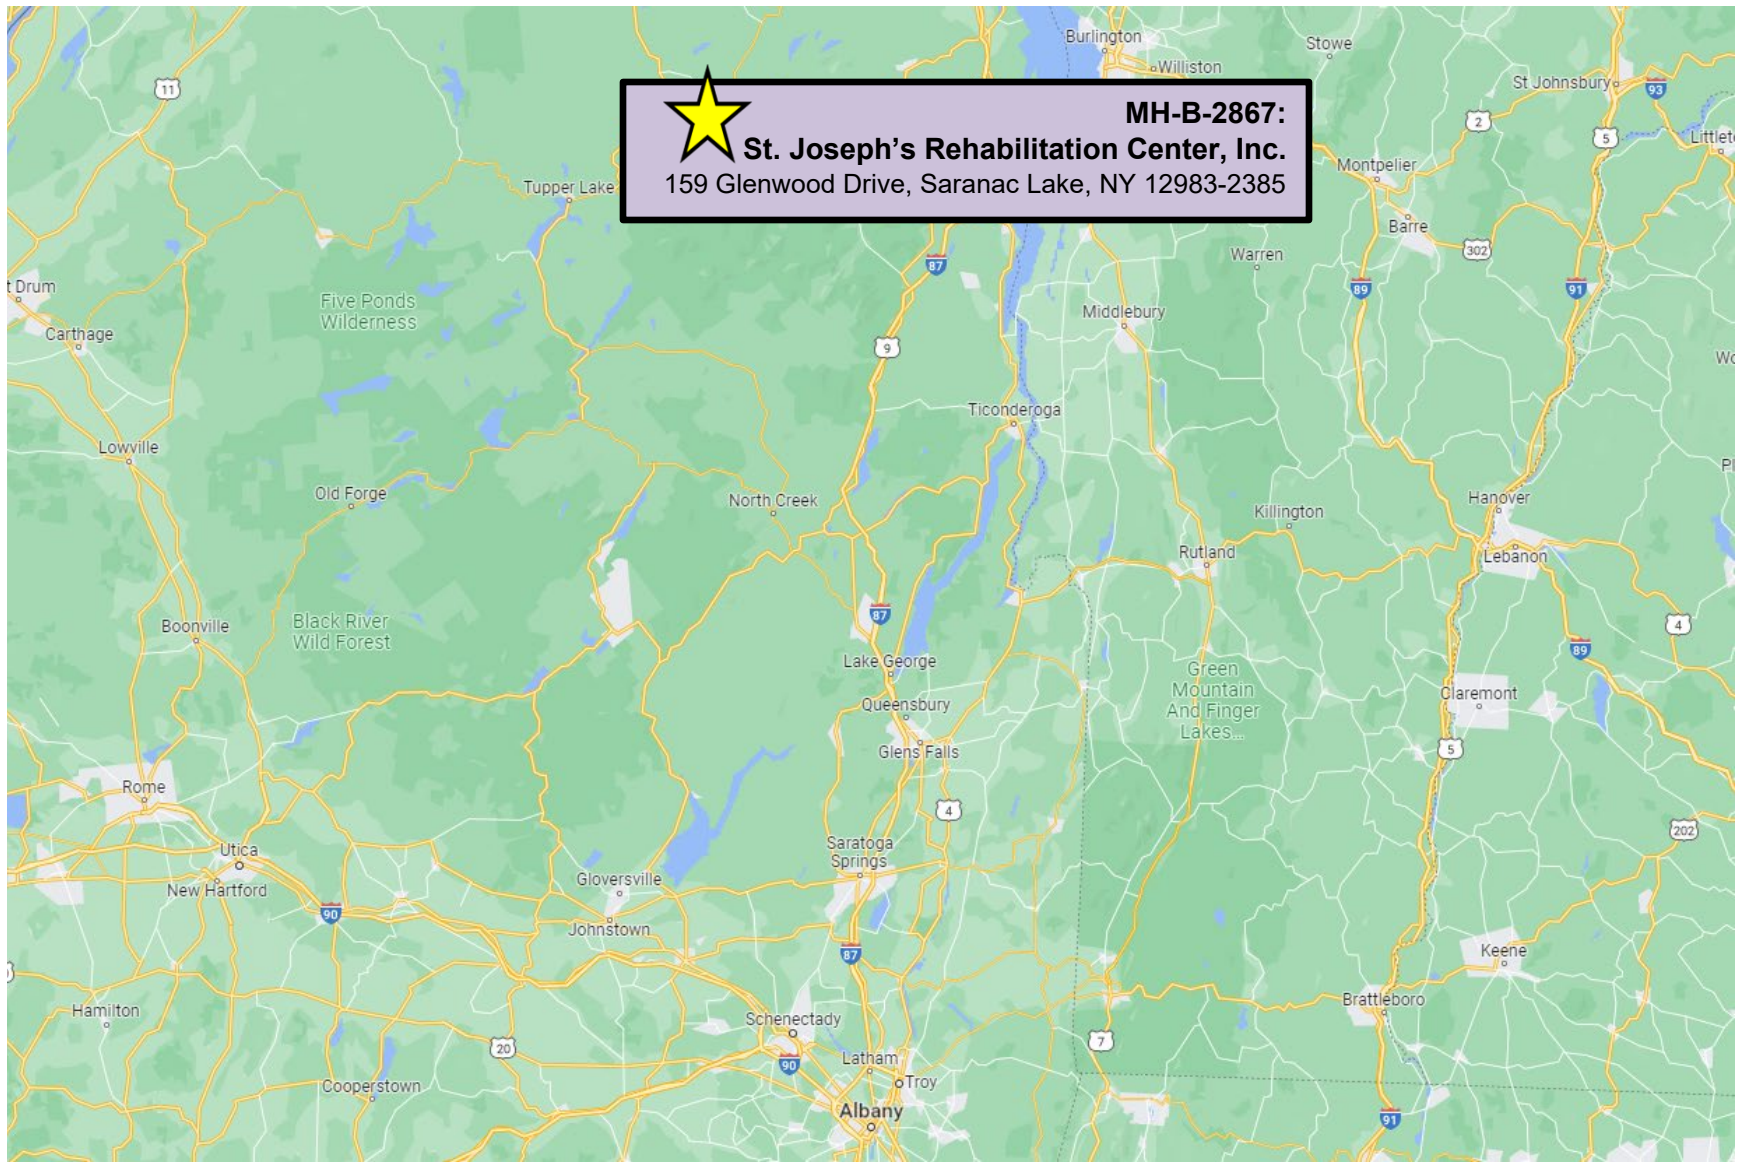 Burlington
Stowe
Williston
St Johnsbury
11
93
MH-B-2867:
St. Joseph's Rehabilitation Center, Inc.
159 Glenwood Drive, Saranac Lake, NY 12983-2385
2
5
Littlet
Montpelier
Tupper Lake
Barre
302
Warren
87
89
91
t Drum
Five Ponds
Wilderness
Middlebury
Carthage
9
Wo
Ticonderoga
Lowville
Pl
Old Forge
North Creek
Hanover
Killington
Rutland
Lebanon
87
Boonville
Black River
Wild Forest
4
89
Lake George
Green
Mountain
And Finger
Lakes...
Claremont
Queensbury
Glens Falls
5
Rome
4
202
Saratoga
Springs
Utica
New Hartford
Gloversville
90
Johnstown
87
Keene
Brattleboro
Hamilton
Schenectady
20
7
90
Latham
Troy
Cooperstown
Albany
91